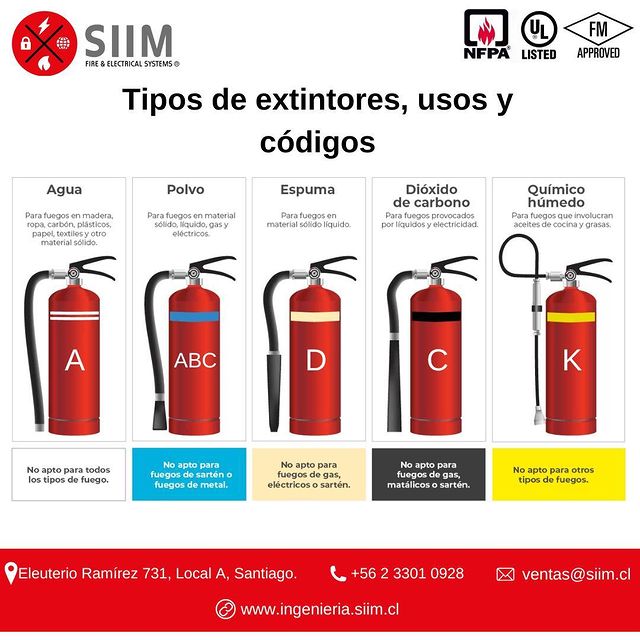 SIIM
FIRE & ELECTRICAL SYSTEMS ®
NFPA®
UL
LISTED
FM
APPROVED
Tipos de extintores, usos y
códigos
Agua
Para fuegos en madera,
ropa, carbón, plásticos,
papel, textiles y otro
material sólido.
A
No apto para todos
los tipos de fuego.
Polvo
Para fuegos en material
sólido, líquido, gas y
eléctricos.
ABC
No apto para
fuegos de sartén o
fuegos de metal.
Espuma
Para fuegos en
material sólido líquido.
D
No apto para
fuegos de gas,
eléctricos o sartén.
Dióxido
de carbono
Para fuegos provocados
por líquidos y electricidad.
C
No apto para
fuegos de gas,
matálicos o sartén.
Químico
húmedo
Para fuegos que involucran
aceites de cocina y grasas.
K
No apto para otros
tipos de fuegos.
Eleuterio Ramírez 731, Local A, Santiago.
+56 2 3301 0928
ventas@siim.cl
www.ingenieria.siim.cl